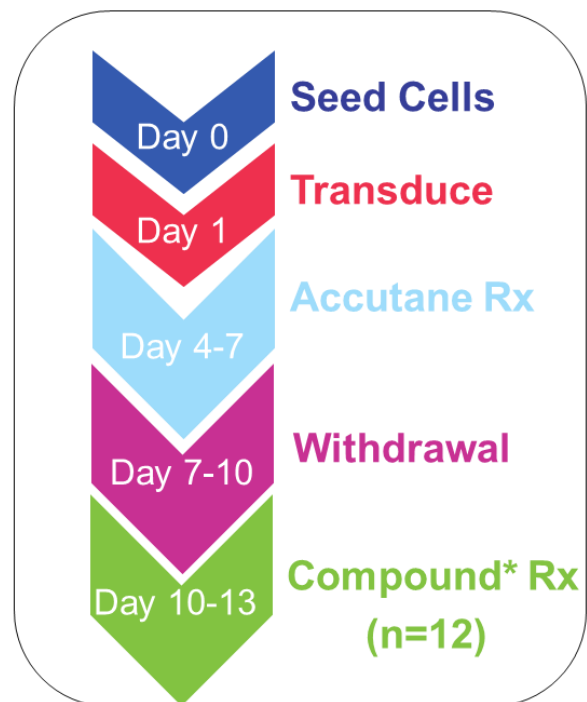 Day 0
Seed Cells
Day 1
Transduce
Day 4-7
Accutane Rx
Day 7-10
Withdrawal
Day 10-13
Compound* Rx
(n=12)